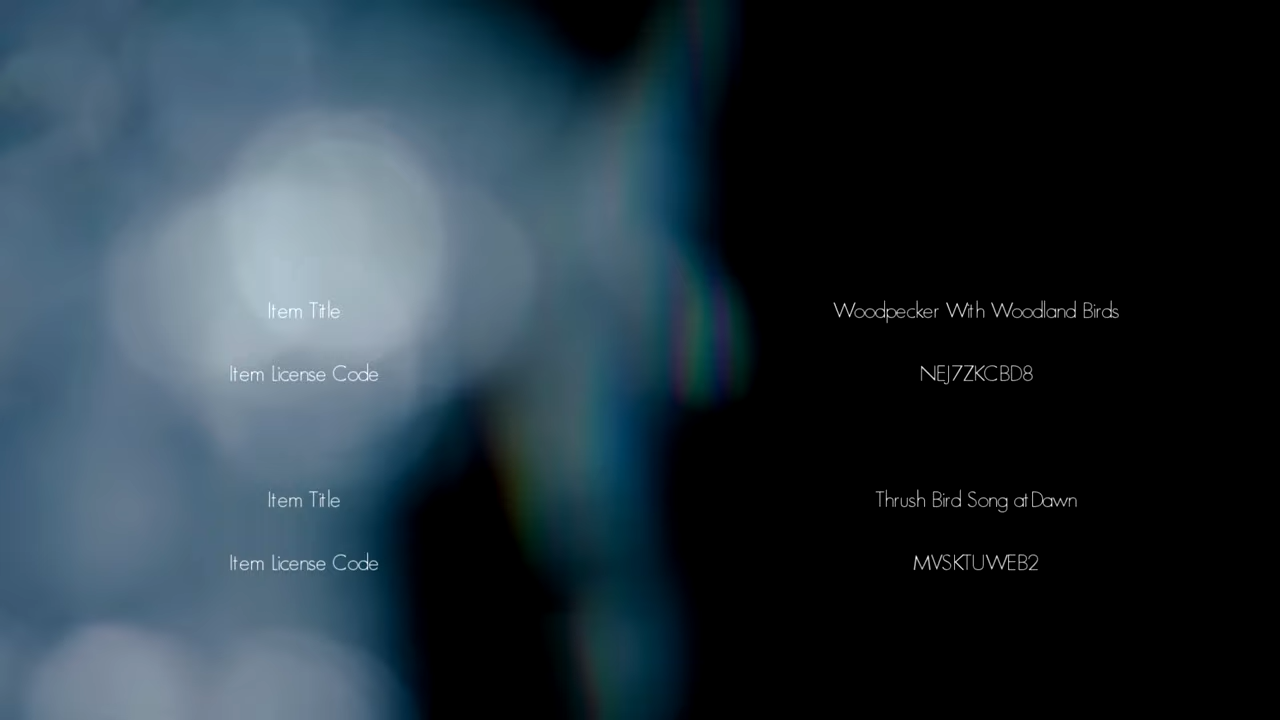 Item Title Woodpecker With Woodland Birds
Item License Code NEJ7ZKCBD8
Item Title Thrush Bird Song at Dawn
Item License Code MVSKTUWEB2